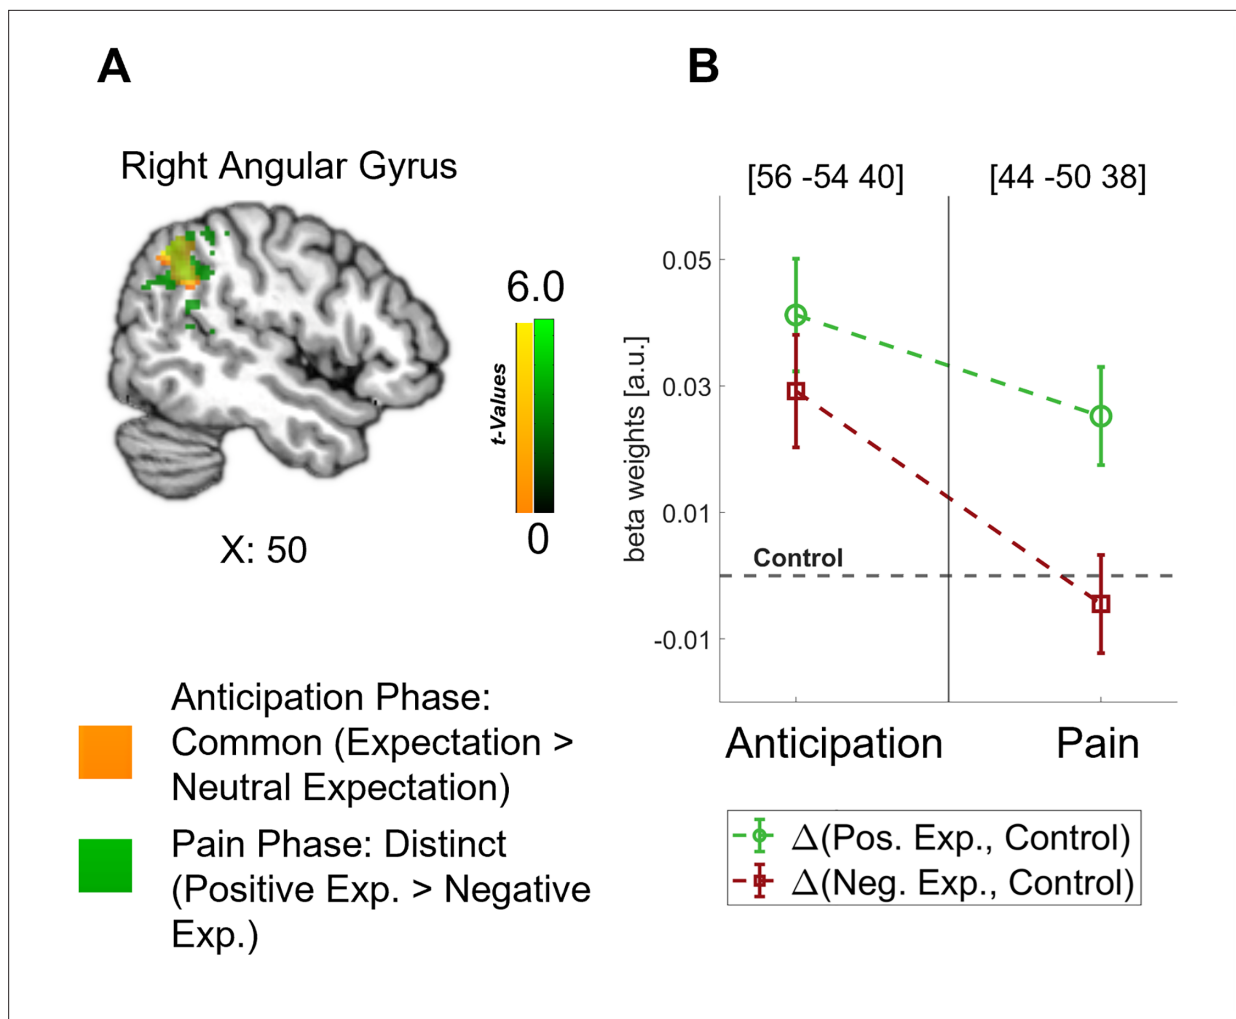 A
Right Angular Gyrus
6.0
t-Values
0
X: 50
Anticipation Phase:
Common (Expectation >
Neutral Expectation)
Pain Phase: Distinct
(Positive Exp. > Negative
Exp.)
B
[56 -54 40]
[44 -50 38]
beta weights [a.u.]
0.05
0.03
0.01
-0.01
Control
Anticipation
Pain
Δ(Pos. Exp., Control)
Δ(Neg. Exp., Control)